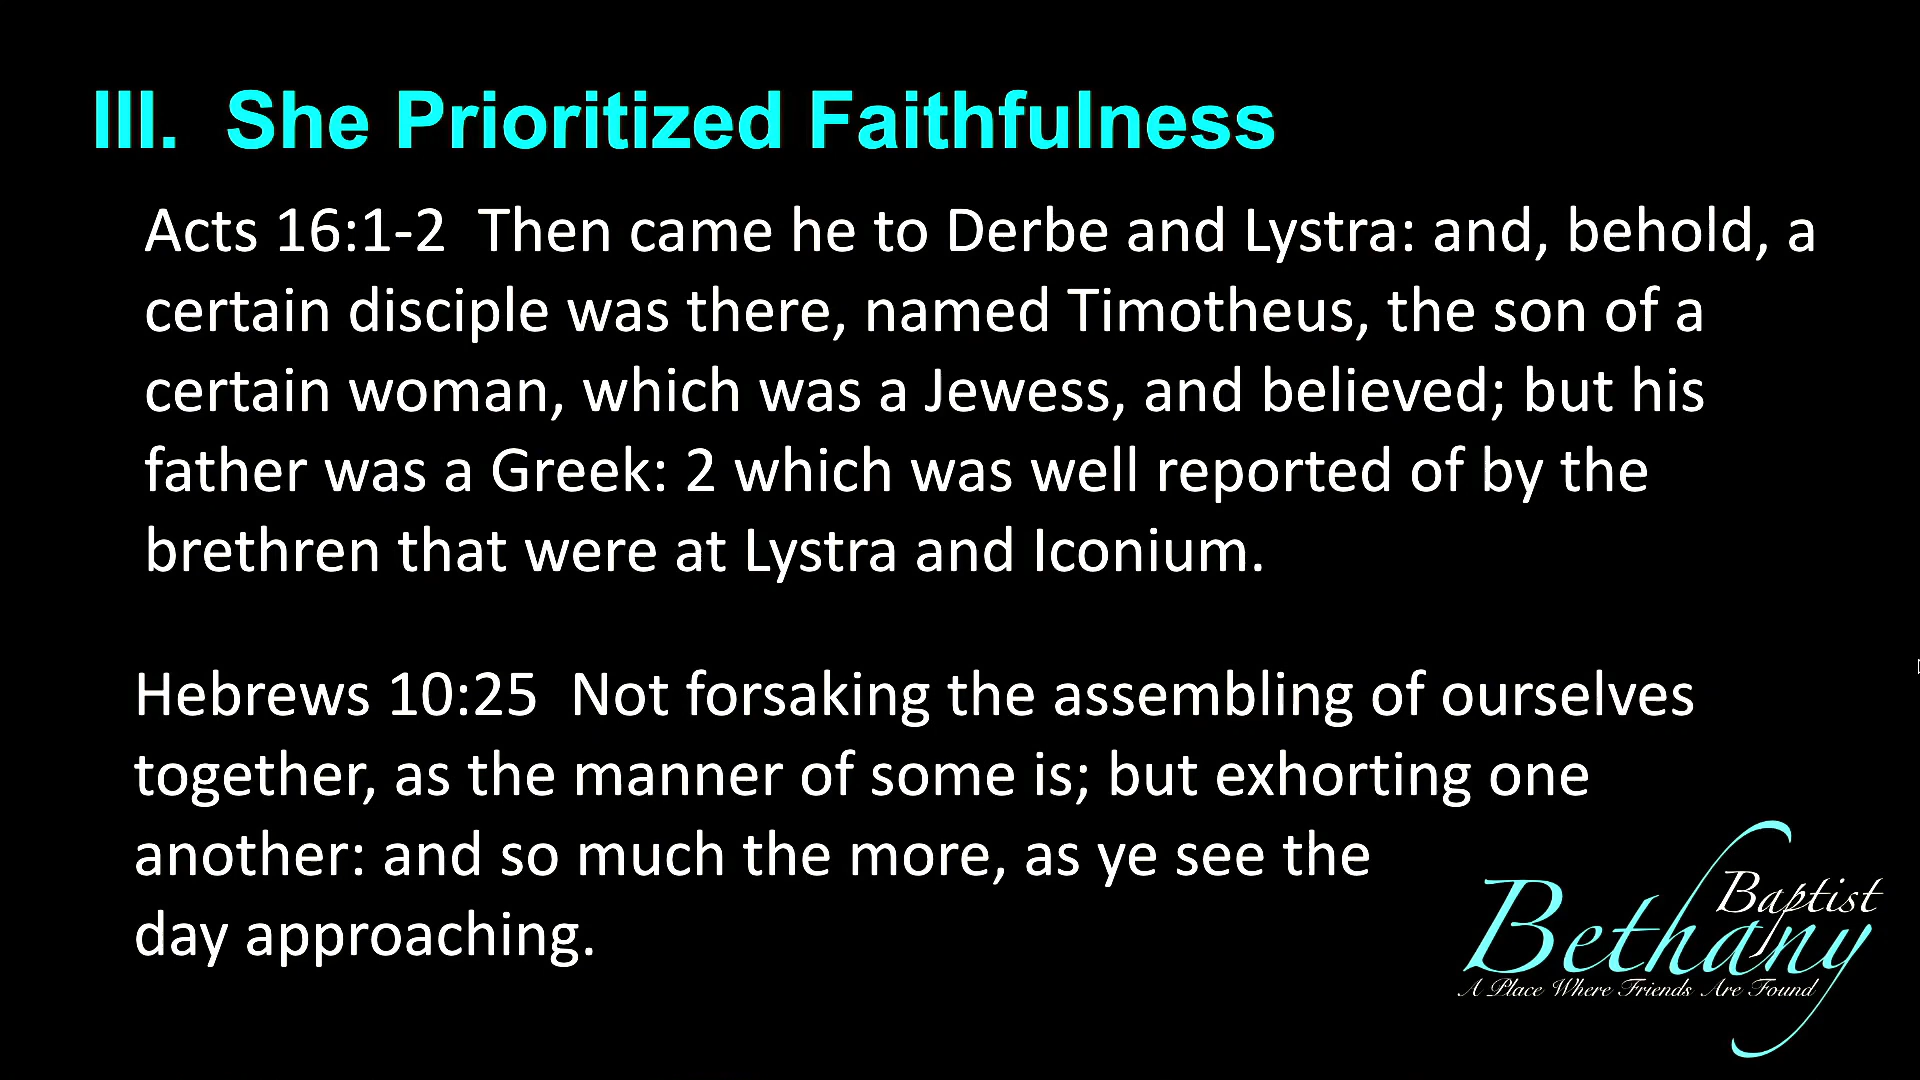 III.  She Prioritized Faithfulness
Acts 16:1-2  Then came he to Derbe and Lystra: and, behold, a
certain disciple was there, named Timotheus, the son of a
certain woman, which was a Jewess, and believed; but his
father was a Greek: 2 which was well reported of by the
brethren that were at Lystra and Iconium.
Hebrews 10:25  Not forsaking the assembling of ourselves
together, as the manner of some is; but exhorting one
another: and so much the more, as ye see the
day approaching.
Bethany
Baptist
A Place Where Friends Are Found